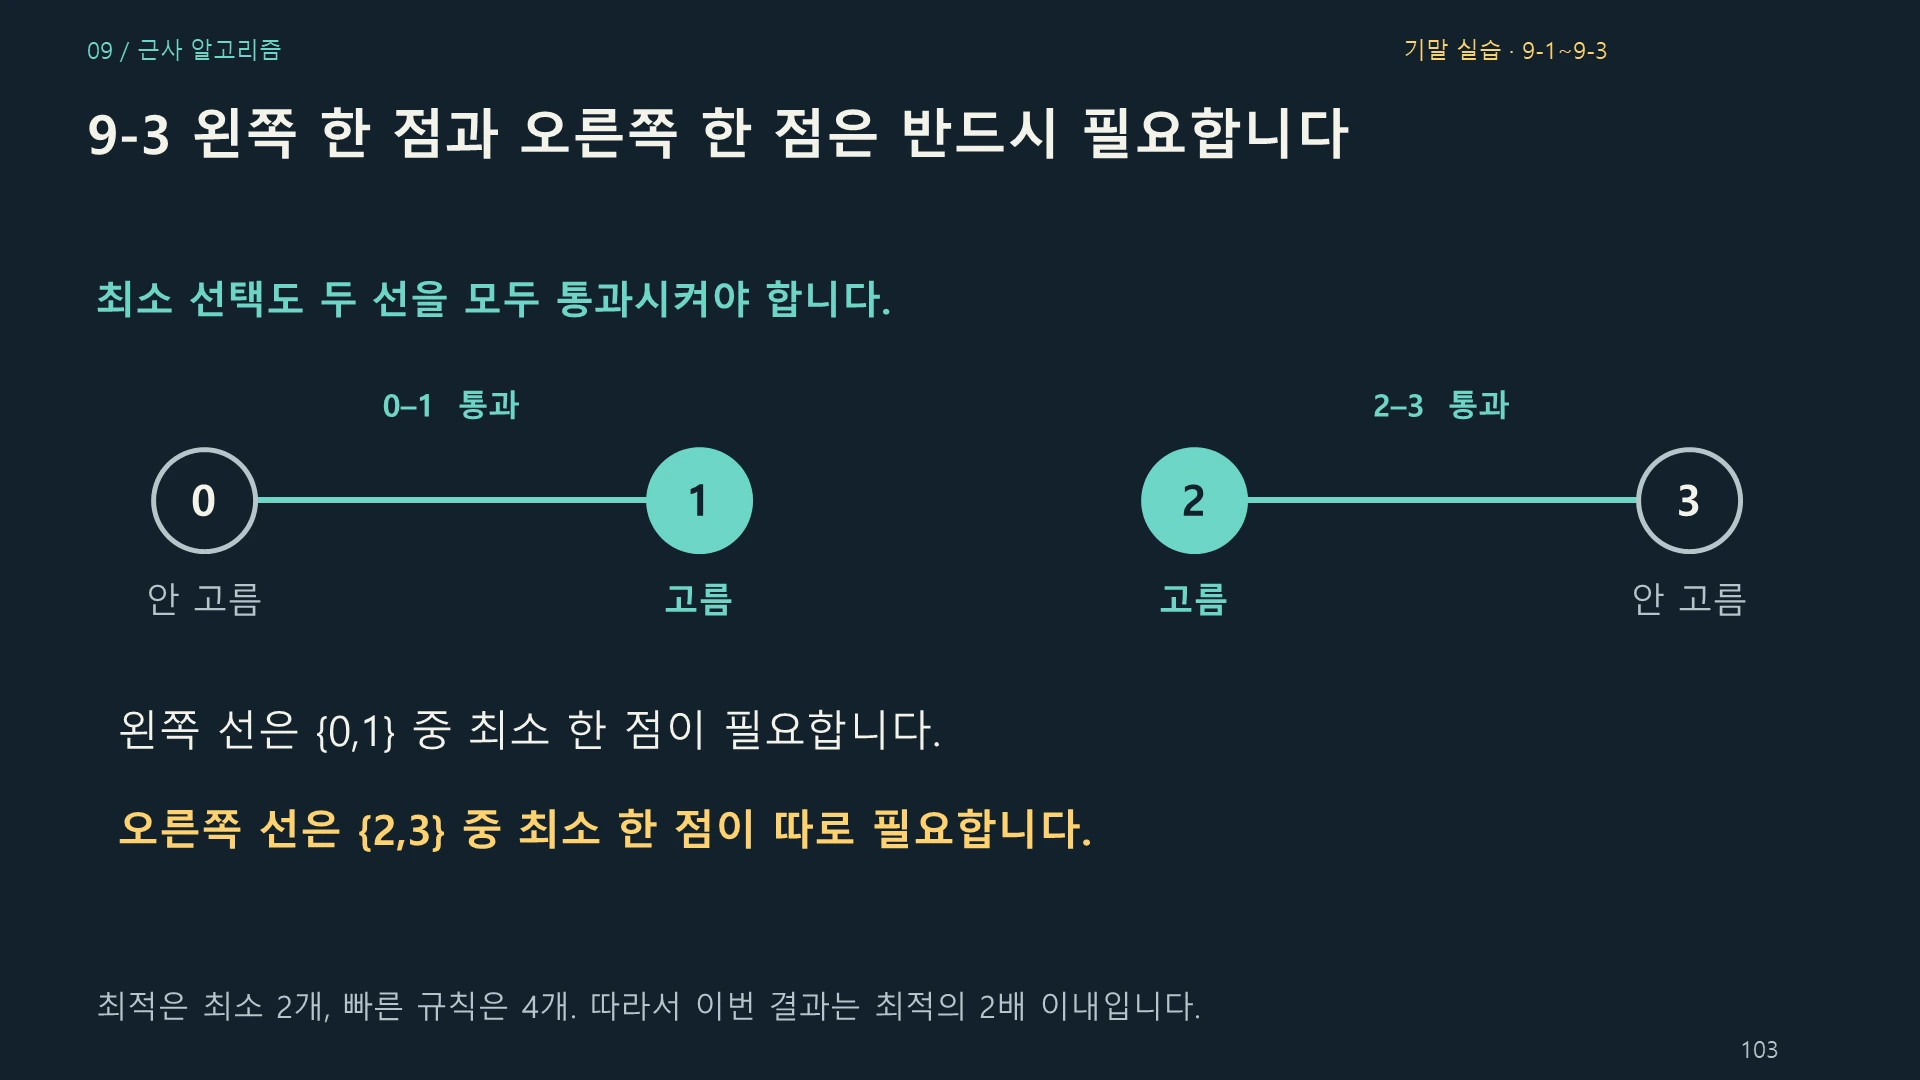 09 / 근사 알고리즘
기말 실습 · 9-1~9-3
9-3 왼쪽 한 점과 오른쪽 한 점은 반드시 필요합니다
최소 선택도 두 선을 모두 통과시켜야 합니다.
0–1 통과
2–3 통과
0
1
2
3
안 고름
고름
고름
안 고름
왼쪽 선은 {0,1} 중 최소 한 점이 필요합니다.
오른쪽 선은 {2,3} 중 최소 한 점이 따로 필요합니다.
최적은 최소 2개, 빠른 규칙은 4개. 따라서 이번 결과는 최적의 2배 이내입니다.
103